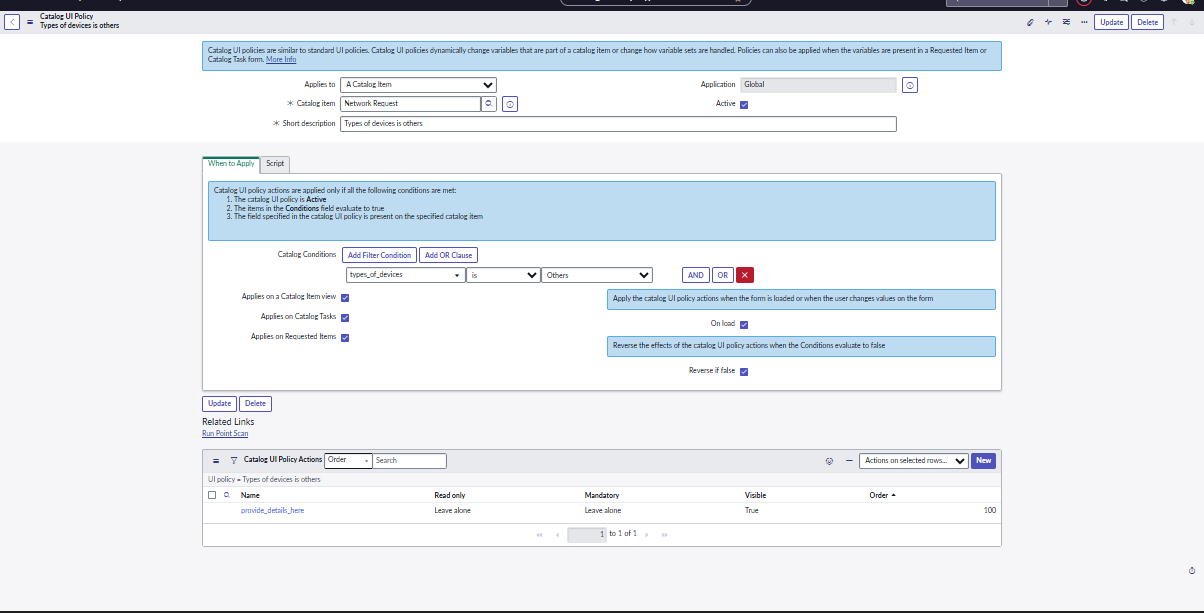 Catalog UI Policy
Types of devices is others
Update
Delete
Catalog UI policies are similar to standard UI policies. Catalog UI policies dynamically change variables that are part of a catalog item or change how variable sets are handled. Policies can also be applied when the variables are present in a Requested Item or
Catalog Task form. More Info
Applies to A Catalog Item Application Global
Catalog item Network Request Active
Short description Types of devices is others
When to Apply Script
Catalog UI policy actions are applied only if all the following conditions are met:
1. The catalog UI policy is Active
2. The items in the Conditions field evaluate to true
3. The field specified in the catalog UI policy is present on the specified catalog item
Catalog Conditions Add Filter Condition Add OR Clause
types_of_devices is Others AND OR
Applies on a Catalog Item view Apply the catalog UI policy actions when the form is loaded or when the user changes values on the form
Applies on Catalog Tasks On load
Applies on Requested Items Reverse the effects of the catalog UI policy actions when the Conditions evaluate to false
Reverse if false
Update Delete
Related Links
Run Point Scan
Catalog UI Policy Actions Order Search Actions on selected rows... New
UI policy = Types of devices is others
Name Read only Mandatory Visible Order
provide_details_here Leave alone Leave alone True 100
1 to 1 of 1